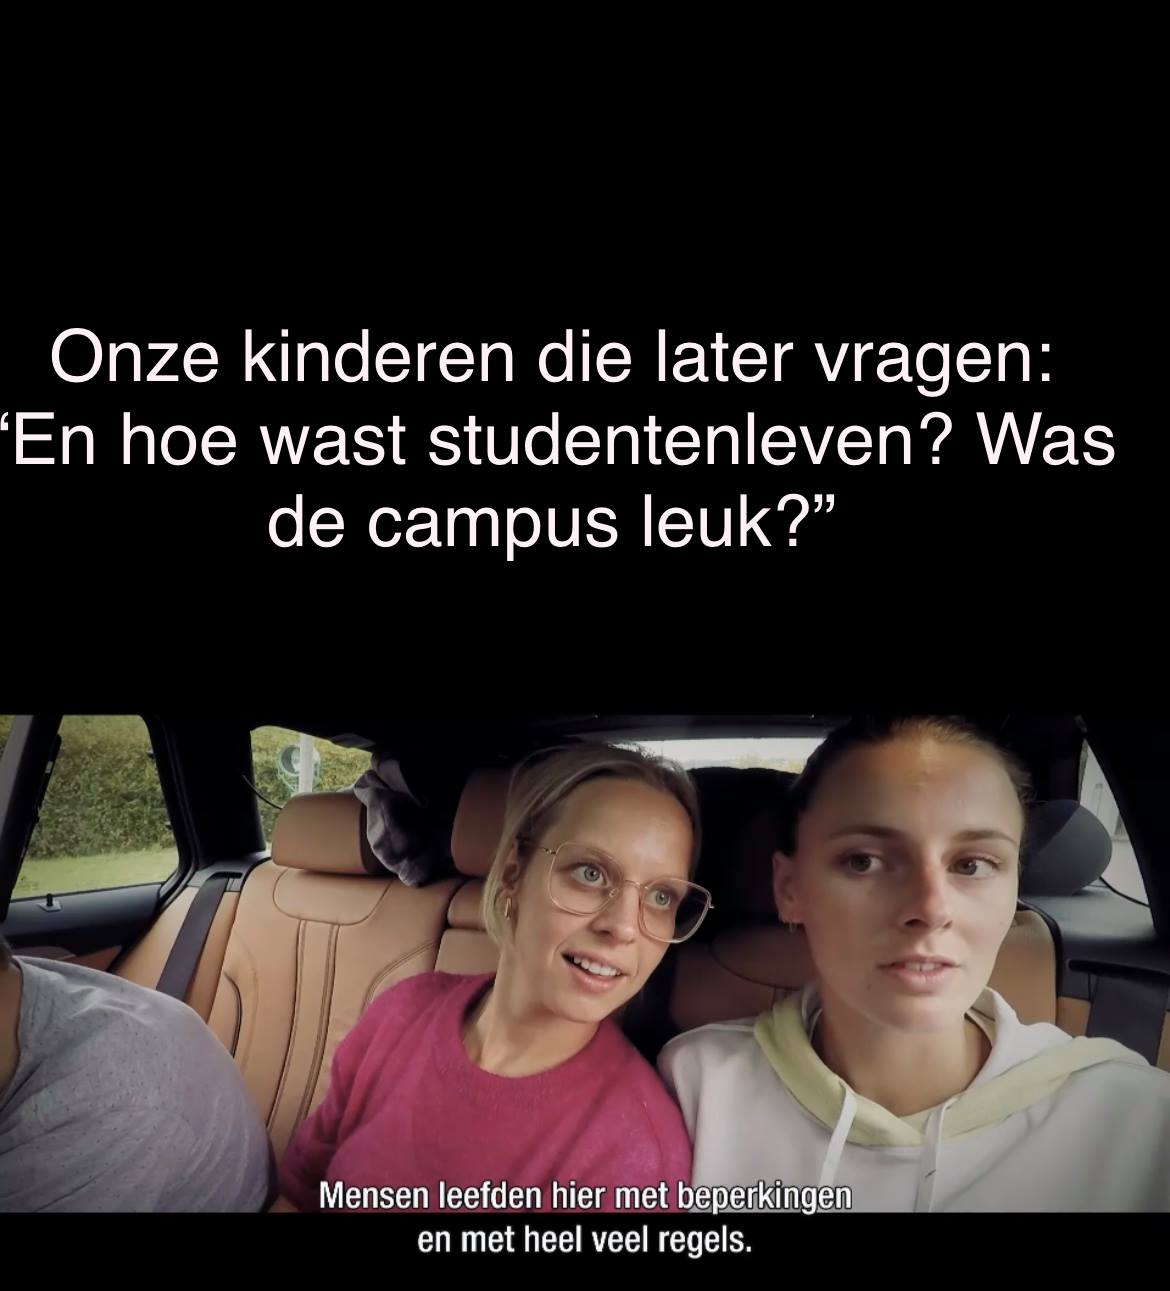 Onze kinderen die later vragen:
‘En hoe wast studentenleven? Was
de campus leuk?”
Mensen leefden hier met beperkingen
en met heel veel regels.